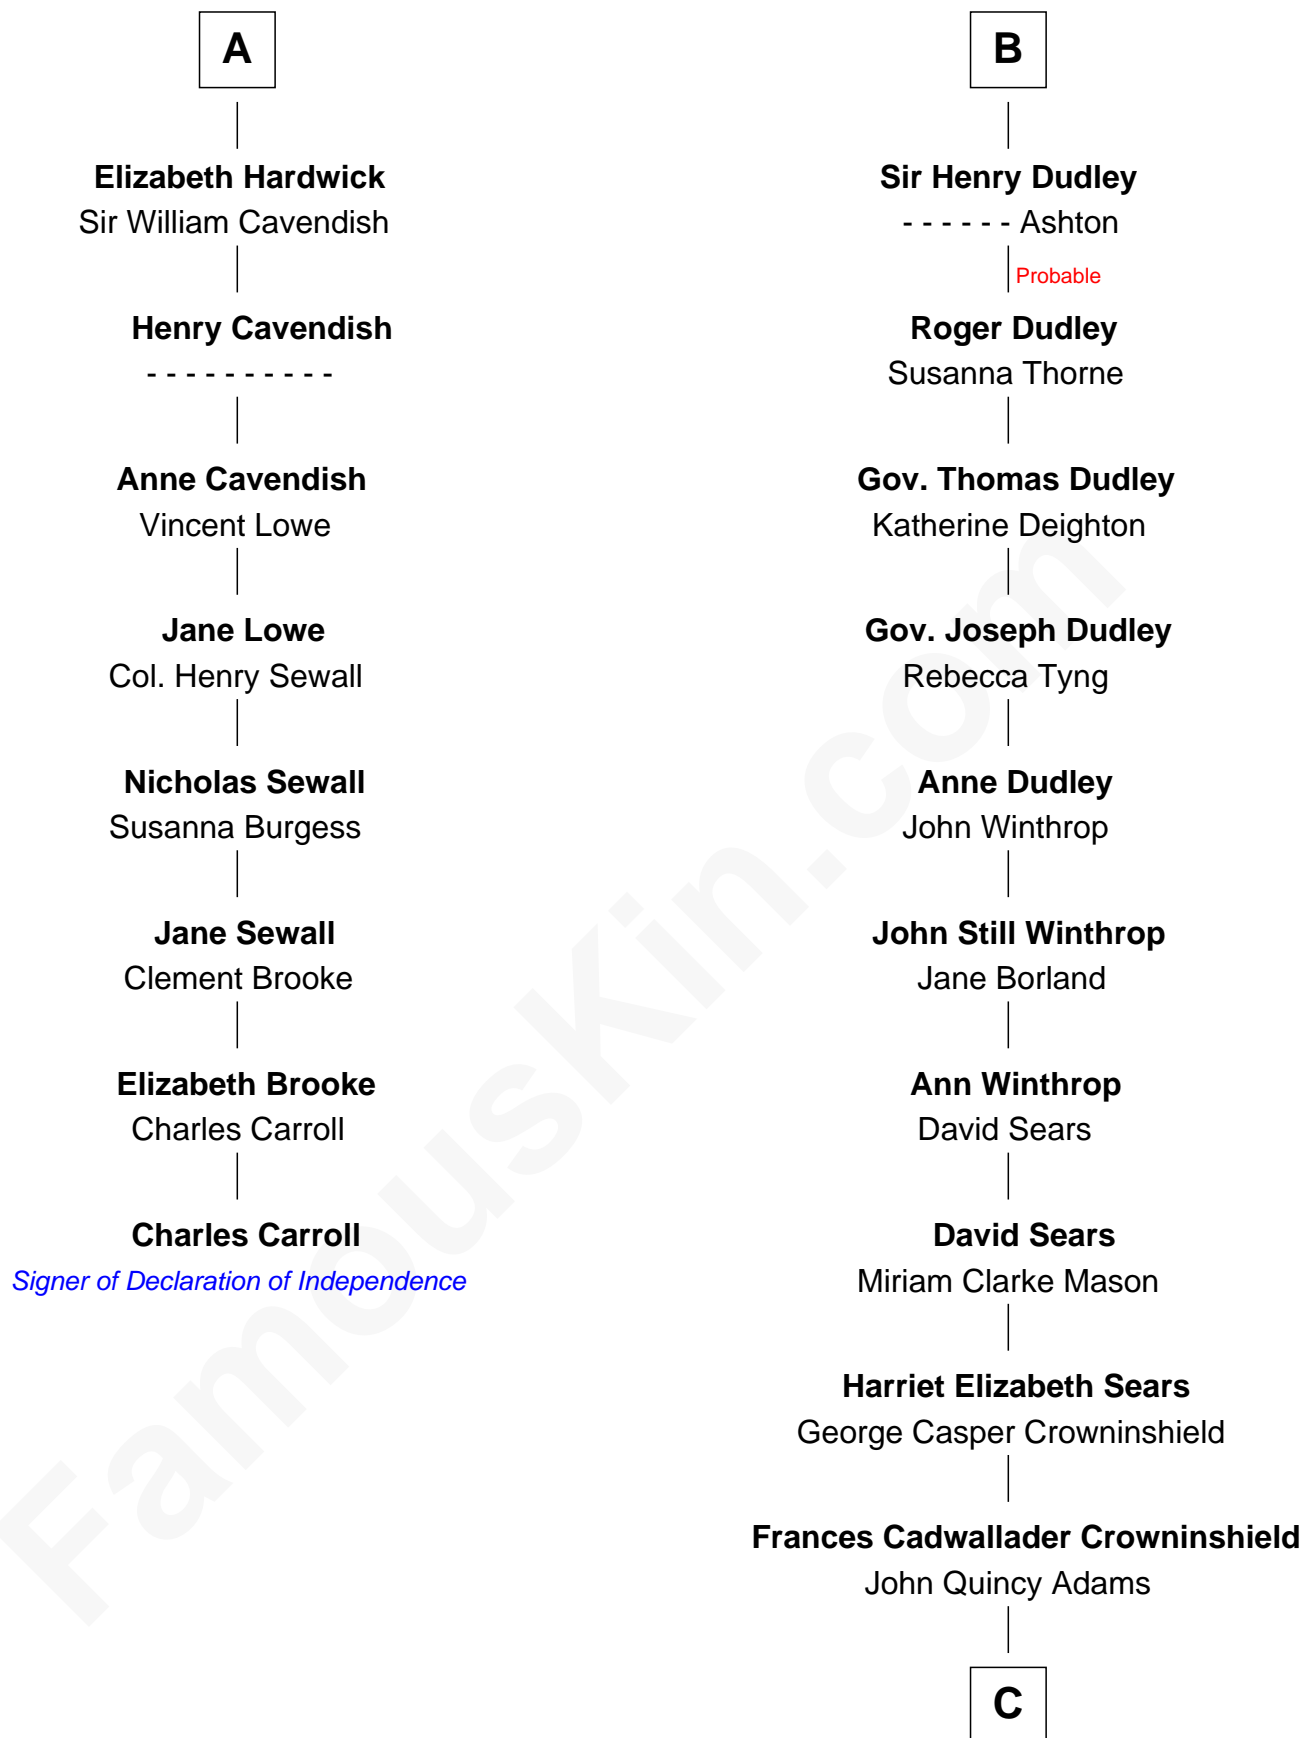 A
Elizabeth Hardwick
Sir William Cavendish
Henry Cavendish
- - - - - - - - - -
Anne Cavendish
Vincent Lowe
Jane Lowe
Col. Henry Sewall
Nicholas Sewall
Susanna Burgess
Jane Sewall
Clement Brooke
Elizabeth Brooke
Charles Carroll
Charles Carroll
Signer of Declaration of Independence
B
Sir Henry Dudley
- - - - - - Ashton
Probable
Roger Dudley
Susanna Thorne
Gov. Thomas Dudley
Katherine Deighton
Gov. Joseph Dudley
Rebecca Tyng
Anne Dudley
John Winthrop
John Still Winthrop
Jane Borland
Ann Winthrop
David Sears
David Sears
Miriam Clarke Mason
Harriet Elizabeth Sears
George Casper Crowninshield
Frances Cadwallader Crowninshield
John Quincy Adams
C
FamousKin.com